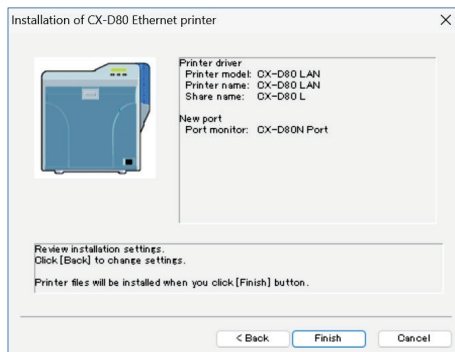 Installation of CX-D80 Ethernet printer
Printer driver
Printer model: CX-D80 LAN
Printer name: CX-D80 LAN
Share name: CX-D80 L
New port
Port monitor: CX-D80N Port
Review installation settings.
Click [Back] to change settings.
Printer files will be installed when you click [Finish] button.
< Back
Finish
Cancel